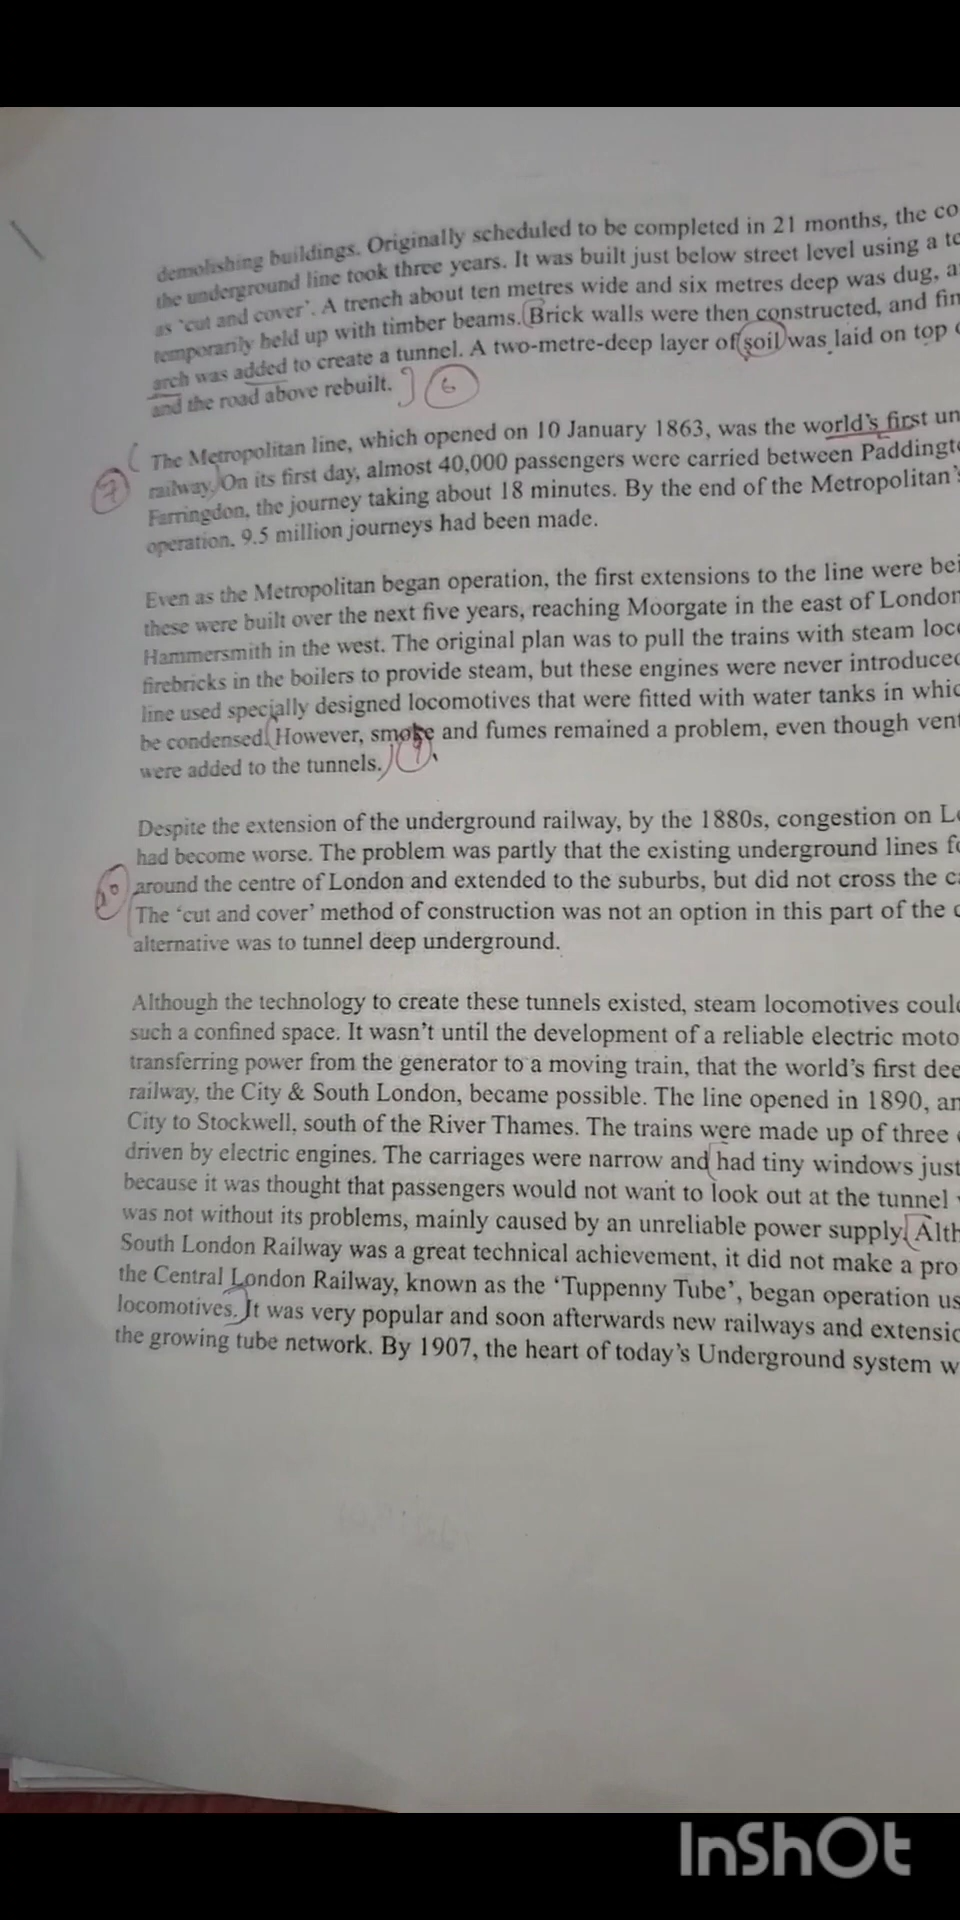 demolishing buildings. Originally scheduled to be completed in 21 months, the co
the underground line took three years. It was built just below street level using a te
as 'cut and cover'. A trench about ten metres wide and six metres deep was dug, a
temporarily held up with timber beams. Brick walls were then constructed, and fin
arch was added to create a tunnel. A two-metre-deep layer of soil was laid on top
and the road above rebuilt.
6
The Metropolitan line, which opened on 10 January 1863, was the world's first un
7
railway. On its first day, almost 40,000 passengers were carried between Paddingt
Farringdon, the journey taking about 18 minutes. By the end of the Metropolitan's
operation, 9.5 million journeys had been made.
Even as the Metropolitan began operation, the first extensions to the line were bei
these were built over the next five years, reaching Moorgate in the east of London
Hammersmith in the west. The original plan was to pull the trains with steam loc
firebricks in the boilers to provide steam, but these engines were never introduced
line used specially designed locomotives that were fitted with water tanks in whic
be condensed. However, smoke and fumes remained a problem, even though vent
were added to the tunnels.
9
Despite the extension of the underground railway, by the 1880s, congestion on L
had become worse. The problem was partly that the existing underground lines fo
10
around the centre of London and extended to the suburbs, but did not cross the c
The 'cut and cover' method of construction was not an option in this part of the c
alternative was to tunnel deep underground.
Although the technology to create these tunnels existed, steam locomotives coul
such a confined space. It wasn't until the development of a reliable electric moto
transferring power from the generator to a moving train, that the world's first dee
railway, the City & South London, became possible. The line opened in 1890, an
City to Stockwell, south of the River Thames. The trains were made up of three
driven by electric engines. The carriages were narrow and had tiny windows just
because it was thought that passengers would not want to look out at the tunnel
was not without its problems, mainly caused by an unreliable power supply. Alth
South London Railway was a great technical achievement, it did not make a pro
the Central London Railway, known as the 'Tuppenny Tube', began operation us
locomotives. It was very popular and soon afterwards new railways and extensio
the growing tube network. By 1907, the heart of today's Underground system w
InShOt